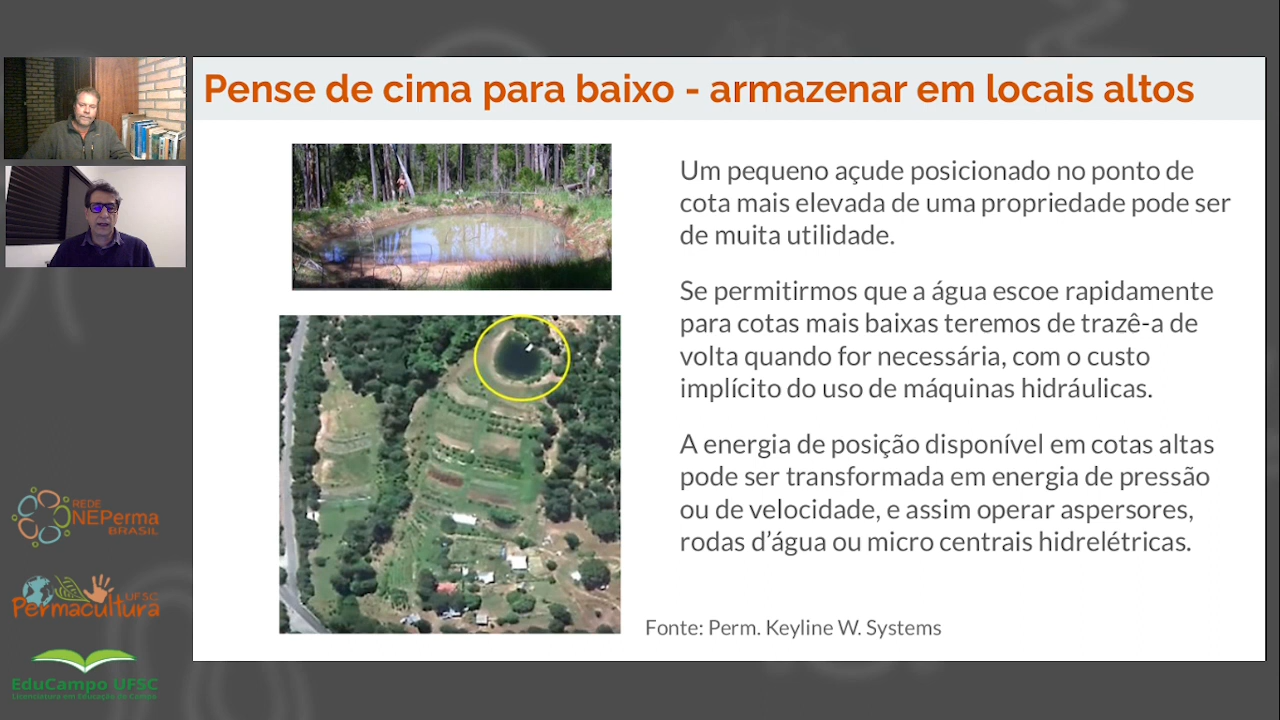 Pense de cima para baixo - armazenar em locais altos
Um pequeno açude posicionado no ponto de
cota mais elevada de uma propriedade pode ser
de muita utilidade.
Se permitirmos que a água escoe rapidamente
para cotas mais baixas teremos de trazê-a de
volta quando for necessária, com o custo
implícito do uso de máquinas hidráulicas.
A energia de posição disponível em cotas altas
pode ser transformada em energia de pressão
ou de velocidade, e assim operar aspersores,
rodas d’água ou micro centrais hidrelétricas.
Fonte: Perm. Keyline W. Systems
REDE
NEPerma
BRASIL
UFSC
Permacultura
EduCampo UFSC
Licenciatura em Educação do Campo